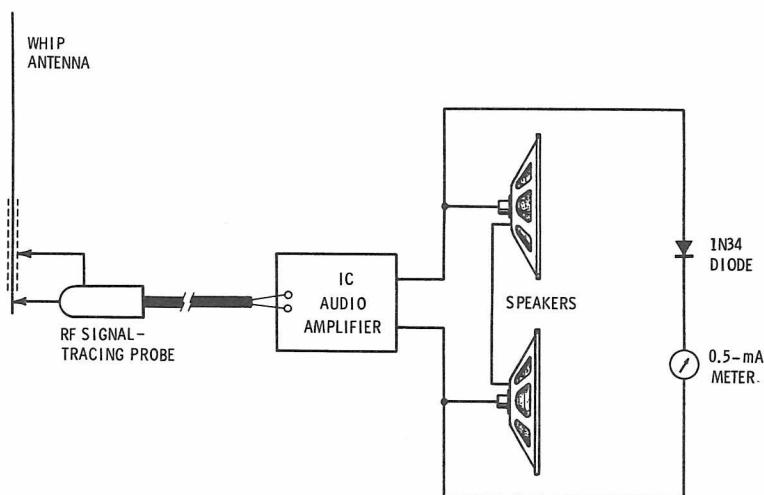 WHIP
ANTENNA
RF SIGNAL-
TRACING PROBE
IC
AUDIO
AMPLIFIER
SPEAKERS
1N34
DIODE
0.5-mA
METER.